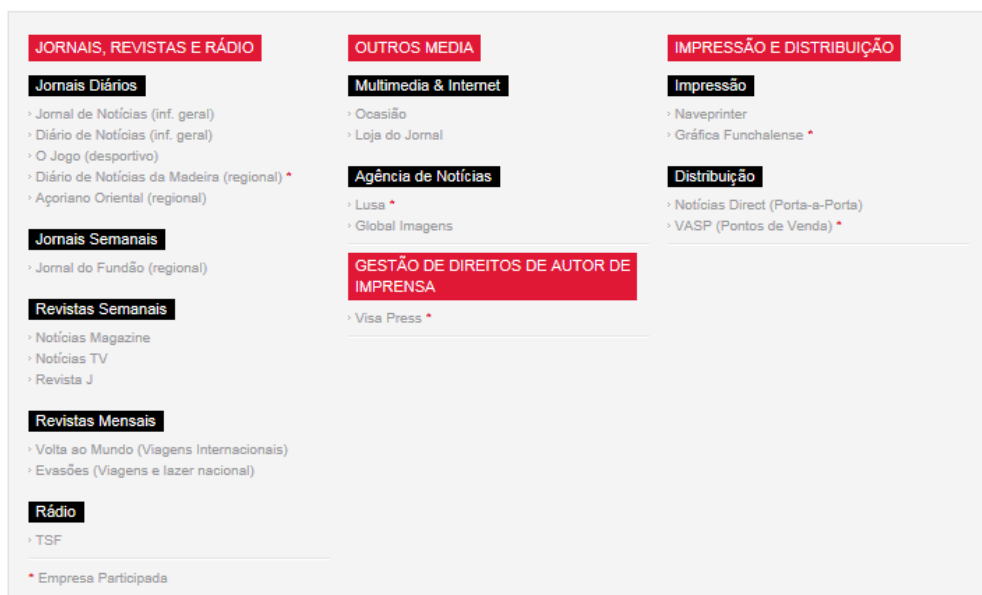 JORNAIS, REVISTAS E RÁDIO
Jornais Diários
› Jornal de Notícias (inf. geral)
› Diário de Notícias (inf. geral)
› O Jogo (desportivo)
› Diário de Notícias da Madeira (regional) *
› Açoriano Oriental (regional)
Jornais Semanais
› Jornal do Fundão (regional)
Revistas Semanais
› Notícias Magazine
› Notícias TV
› Revista J
Revistas Mensais
› Volta ao Mundo (Viagens Internacionais)
› Evasões (Viagens e lazer nacional)
Rádio
› TSF
* Empresa Participada
OUTROS MEDIA
Multimedia & Internet
› Ocasião
› Loja do Jornal
Agência de Notícias
› Lusa *
› Global Imagens
GESTÃO DE DIREITOS DE AUTOR DE
IMPRENSA
› Visa Press *
IMPRESSÃO E DISTRIBUIÇÃO
Impressão
› Naveprinter
› Gráfica Funchalense *
Distribuição
› Notícias Direct (Porta-a-Porta)
› VASP (Pontos de Venda) *